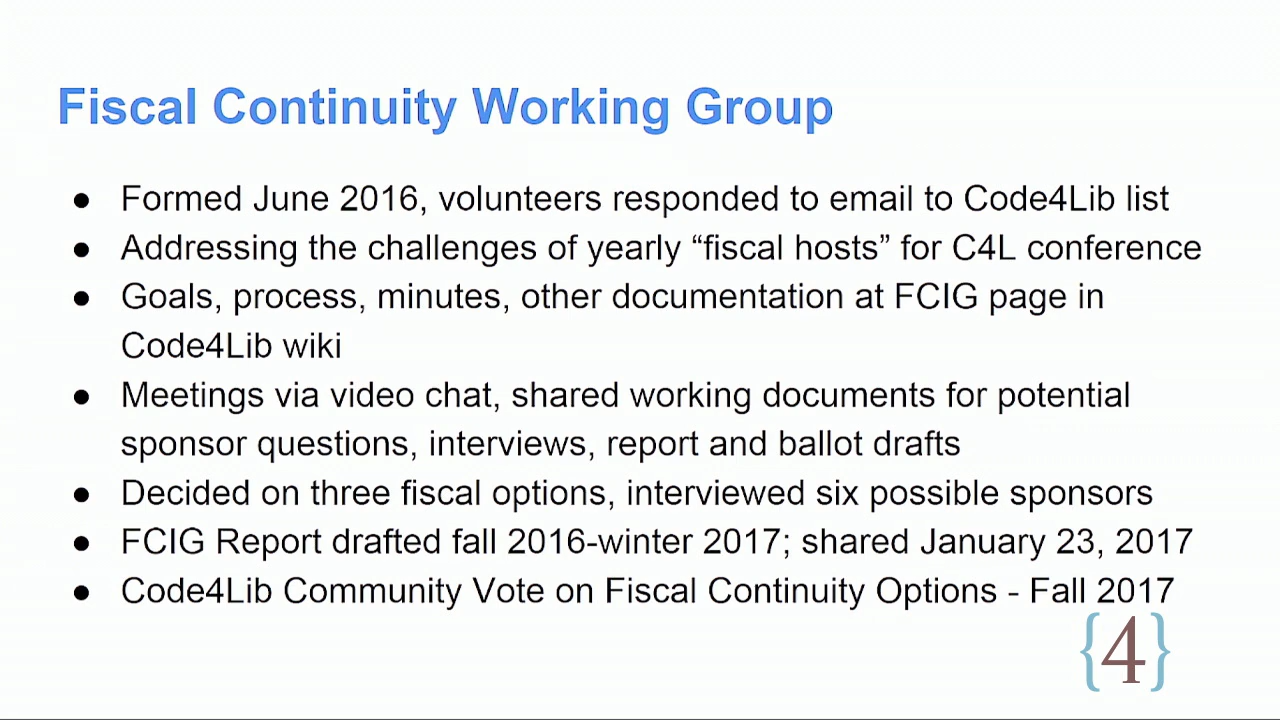 Fiscal Continuity Working Group
● Formed June 2016, volunteers responded to email to Code4Lib list
● Addressing the challenges of yearly “fiscal hosts” for C4L conference
● Goals, process, minutes, other documentation at FCIG page in
Code4Lib wiki
● Meetings via video chat, shared working documents for potential
sponsor questions, interviews, report and ballot drafts
● Decided on three fiscal options, interviewed six possible sponsors
● FCIG Report drafted fall 2016-winter 2017; shared January 23, 2017
● Code4Lib Community Vote on Fiscal Continuity Options - Fall 2017
{4}